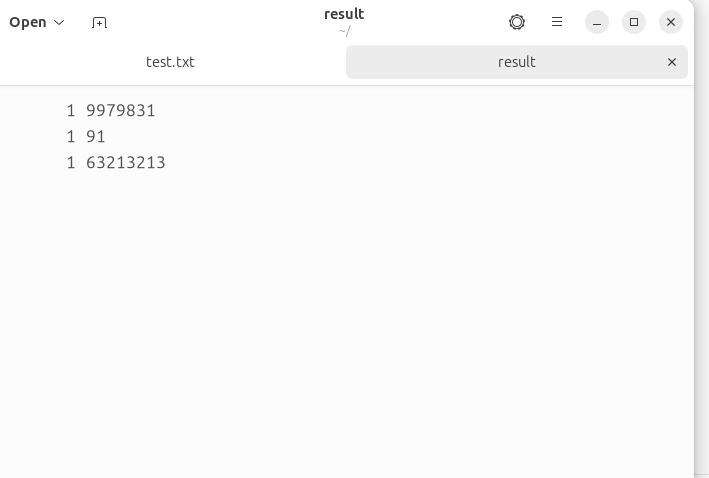 Open
result
~/
test.txt
result
1 9979831
1 91
1 63213213